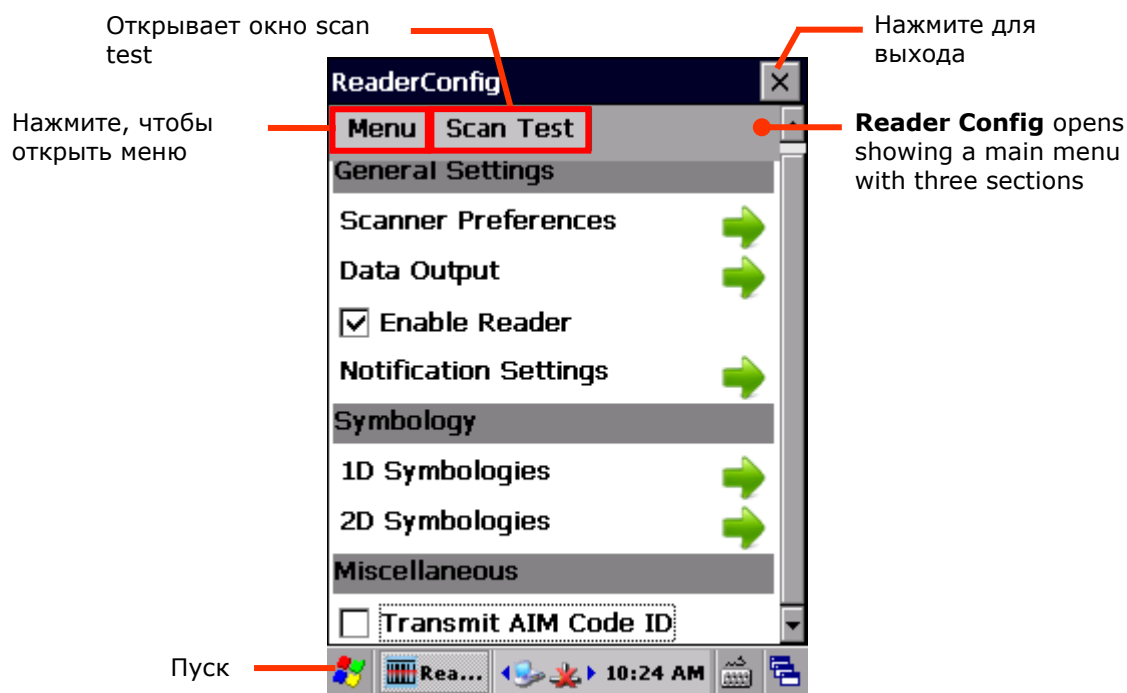 Открывает окно scan
test
Нажмите для
выхода
ReaderConfig
Нажмите, чтобы
открыть меню
Menu
Scan Test
Reader Config opens
showing a main menu
with three sections
General Settings
Scanner Preferences
Data Output
Enable Reader
Notification Settings
Symbology
1D Symbologies
2D Symbologies
Miscellaneous
Transmit AIM Code ID
Пуск
Rea...
10:24 AM